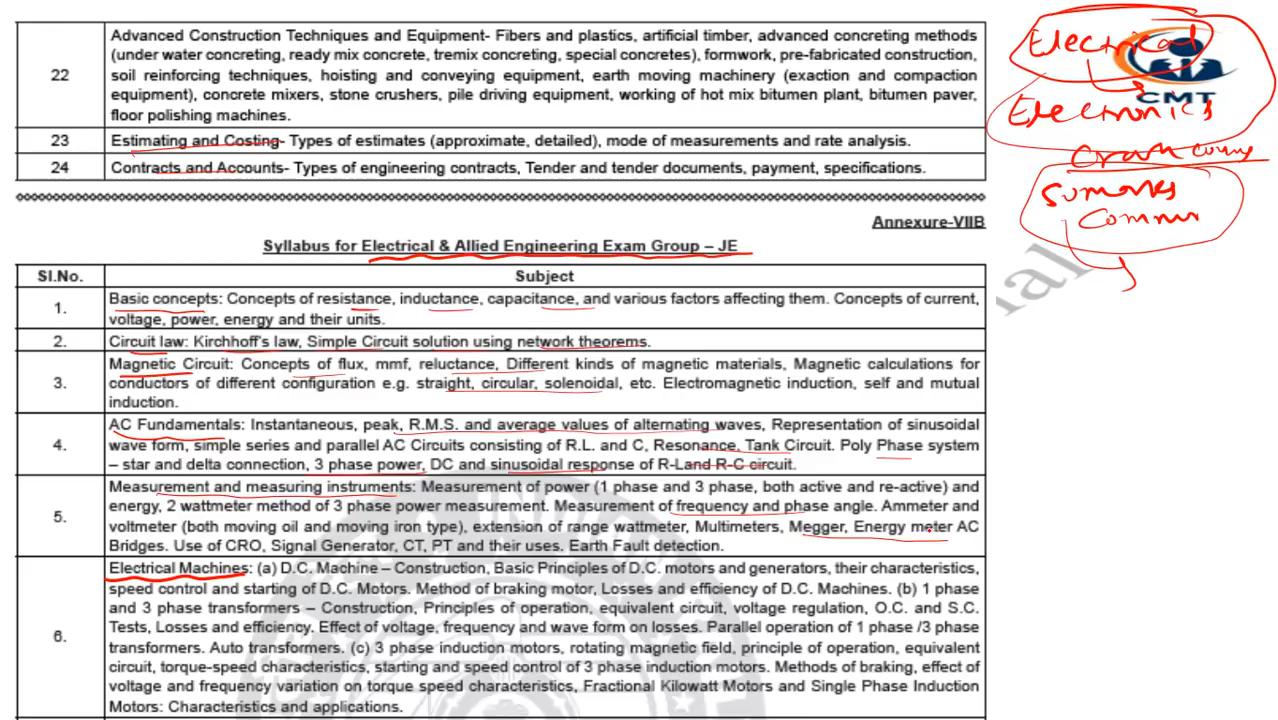 22
Advanced Construction Techniques and Equipment- Fibers and plastics, artificial timber, advanced concreting methods
(under water concreting, ready mix concrete, tremix concreting, special concretes), formwork, pre-fabricated construction,
soil reinforcing techniques, hoisting and conveying equipment, earth moving machinery (exaction and compaction
equipment), concrete mixers, stone crushers, pile driving equipment, working of hot mix bitumen plant, bitumen paver,
floor polishing machines.
23 Estimating and Costing- Types of estimates (approximate, detailed), mode of measurements and rate analysis.
24 Contracts and Accounts- Types of engineering contracts, Tender and tender documents, payment, specifications.
Electrical
CMT
Electronics
Crash
Annexure-VIIB
Syllabus for Electrical & Allied Engineering Exam Group – JE
Sl.No. Subject
1.
Basic concepts: Concepts of resistance, inductance, capacitance, and various factors affecting them. Concepts of current,
voltage, power, energy and their units.
2. Circuit law: Kirchhoff's law, Simple Circuit solution using network theorems.
3.
Magnetic Circuit: Concepts of flux, mmf, reluctance, Different kinds of magnetic materials, Magnetic calculations for
conductors of different configuration e.g. straight, circular, solenoidal, etc. Electromagnetic induction, self and mutual
induction.
4.
AC Fundamentals: Instantaneous, peak, R.M.S. and average values of alternating waves, Representation of sinusoidal
wave form, simple series and parallel AC Circuits consisting of R.L. and C, Resonance, Tank Circuit. Poly Phase system
– star and delta connection, 3 phase power, DC and sinusoidal response of R-Land R-C circuit.
5.
Measurement and measuring instruments: Measurement of power (1 phase and 3 phase, both active and re-active) and
energy, 2 wattmeter method of 3 phase power measurement. Measurement of frequency and phase angle. Ammeter and
voltmeter (both moving oil and moving iron type), extension of range wattmeter, Multimeters, Megger, Energy meter AC
Bridges. Use of CRO, Signal Generator, CT, PT and their uses. Earth Fault detection.
6.
Electrical Machines: (a) D.C. Machine – Construction, Basic Principles of D.C. motors and generators, their characteristics,
speed control and starting of D.C. Motors. Method of braking motor, Losses and efficiency of D.C. Machines. (b) 1 phase
and 3 phase transformers – Construction, Principles of operation, equivalent circuit, voltage regulation, O.C. and S.C.
Tests, Losses and efficiency. Effect of voltage, frequency and wave form on losses. Parallel operation of 1 phase /3 phase
transformers. Auto transformers. (c) 3 phase induction motors, rotating magnetic field, principle of operation, equivalent
circuit, torque-speed characteristics, starting and speed control of 3 phase induction motors. Methods of braking, effect of
voltage and frequency variation on torque speed characteristics, Fractional Kilowatt Motors and Single Phase Induction
Motors: Characteristics and applications.